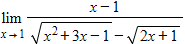 lim x→1 (x−1)/(√(x²+3x−1)−√(2x+1))